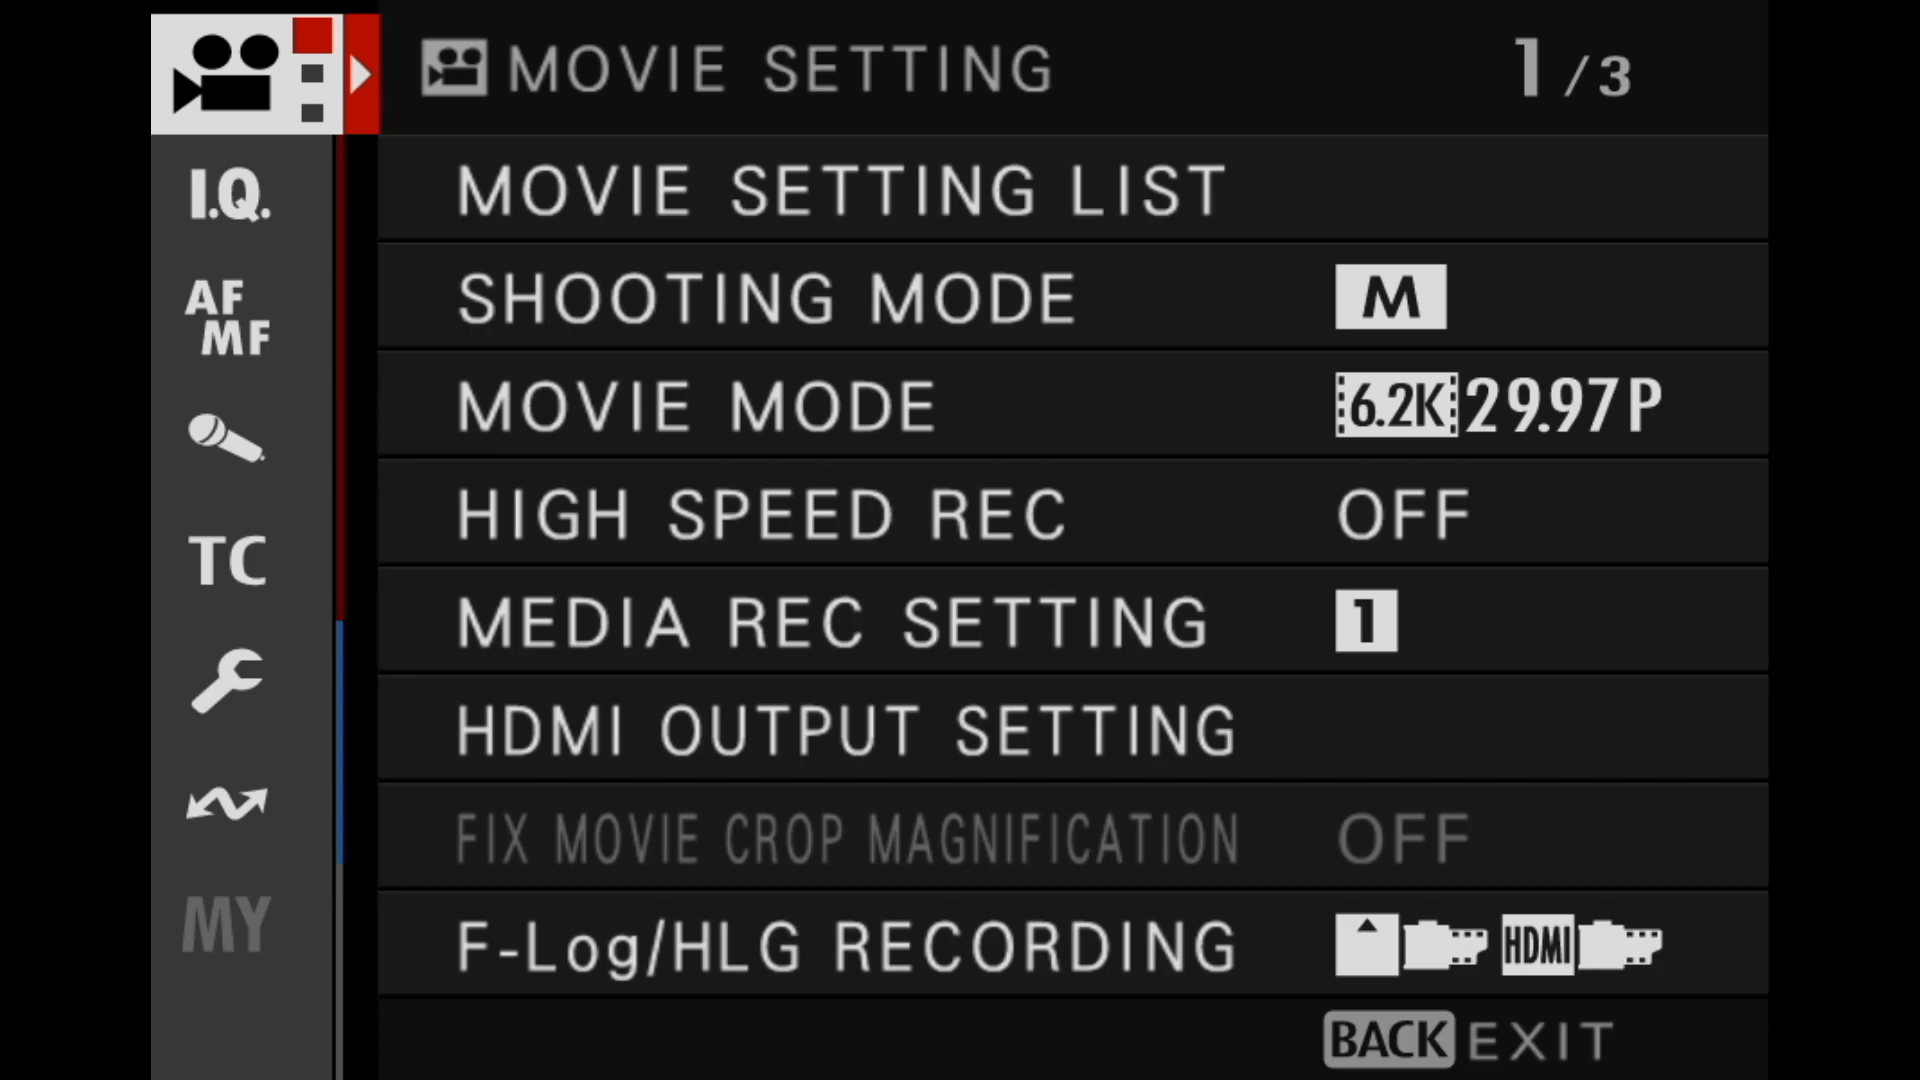 MOVIE SETTING 1/3
I.Q.
AF
MF
TC
MY
MOVIE SETTING LIST
SHOOTING MODE M
MOVIE MODE 6.2K 29.97P
HIGH SPEED REC OFF
MEDIA REC SETTING 1
HDMI OUTPUT SETTING
FIX MOVIE CROP MAGNIFICATION OFF
F-Log/HLG RECORDING HDMI
BACK EXIT